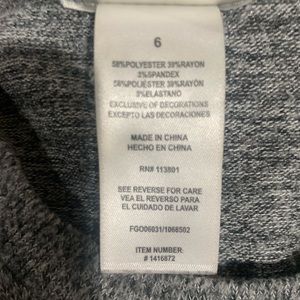 6
58%POLYESTER 39%RAYON
3%SPANDEX
58%POLIESTER 39%RAYÓN
3%ELASTANO
EXCLUSIVE OF DECORATIONS
EXCEPTO LAS DECORACIONES
MADE IN CHINA
HECHO EN CHINA
RN# 113801
SEE REVERSE FOR CARE
VEA EL REVERSO PARA
EL CUIDADO DE LAVAR
FGO06031/1066502
ITEM NUMBER:
# 1416872